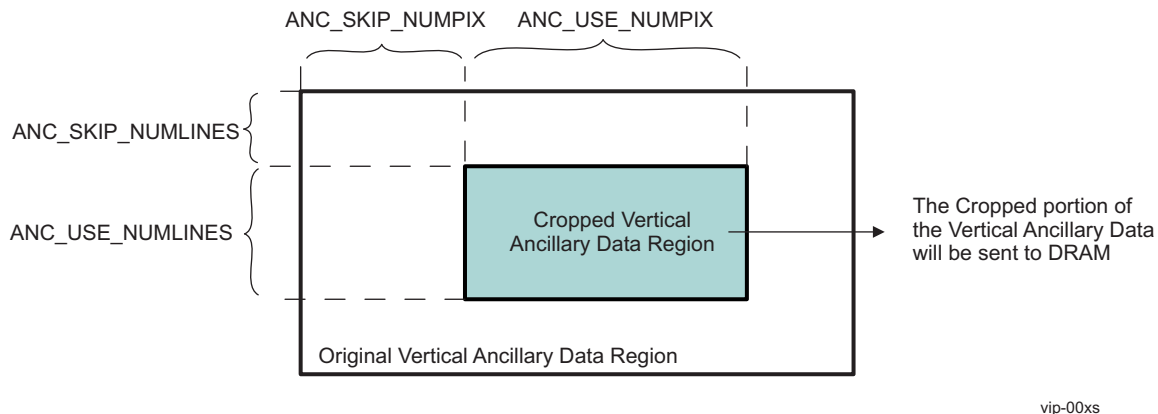 ANC_SKIP_NUMPIX
ANC_USE_NUMPIX
ANC_SKIP_NUMLINES
ANC_USE_NUMLINES
Cropped Vertical
Ancillary Data Region
The Cropped portion of
the Vertical Ancillary Data
will be sent to DRAM
Original Vertical Ancillary Data Region
vip-00xs